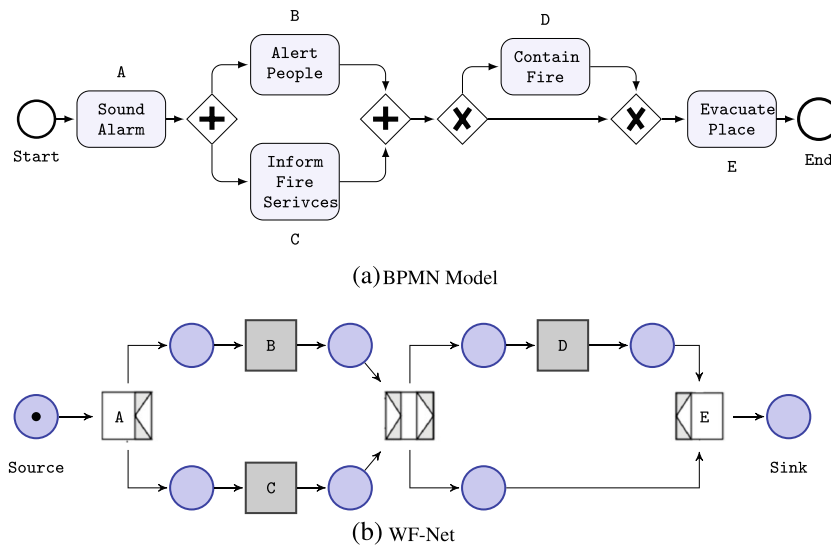 A
Sound
Alarm
Start
B
Alert
People
Inform
Fire
Serivces
C
D
Contain
Fire
Evacuate
Place
E
End
(a) BPMN Model
Source
A
B
C
D
E
Sink
(b) WF-Net